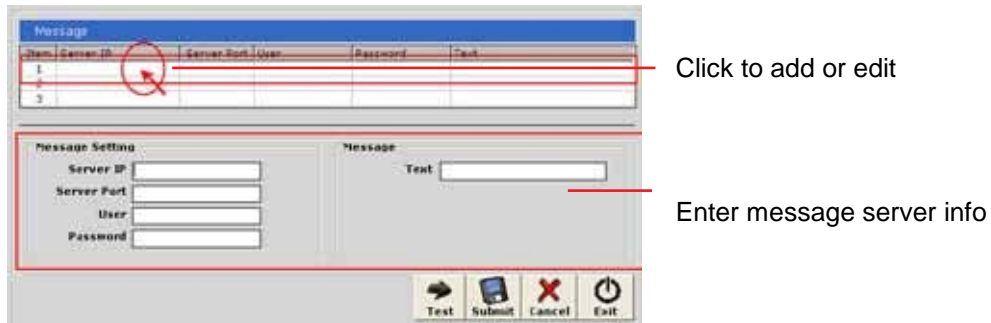 Message
Item Server IP Server Port User Password Text
1
2
3
Click to add or edit
Message Setting
Server IP
Server Port
User
Password
Message
Text
Enter message server info
Test Submit Cancel Exit